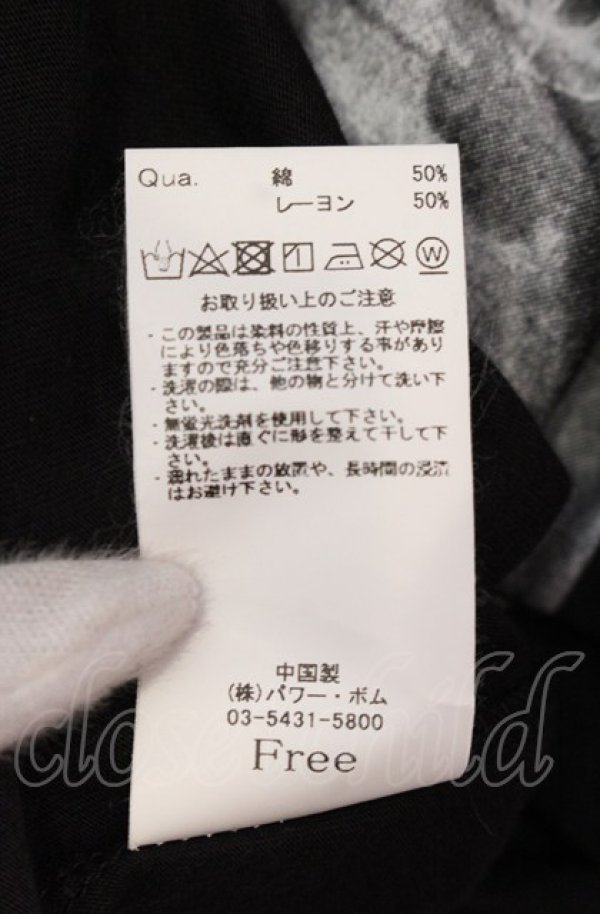 Qua. 綿 50%
レーヨン 50%
お取り扱い上のご注意
・この製品は染料の性質上、汗や摩擦
により色落ちや色移りする事があり
ますので充分ご注意下さい。
・洗濯の際は、他の物と分けて洗い下
さい。
・無蛍光洗剤を使用して下さい。
・洗濯後は直ぐに形を整えて干して下
さい。
・濡れたままの放置や、長時間の浸漬
はお避け下さい。
中国製
(株)パワー・ボム
03-5431-5800
Free
closet child